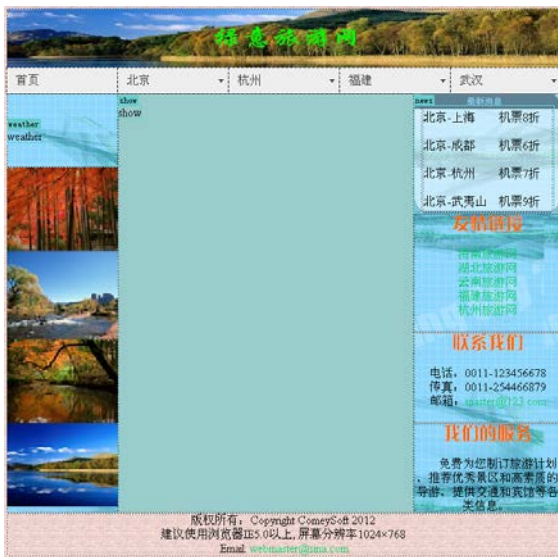 绿意旅游网
首页 北京 杭州 福建 武汉
weather
weather
show
show
news 最新消息
北京-上海 机票8折
北京-成都 机票6折
北京-杭州 机票7折
北京-武夷山 机票9折
友情链接
湖北旅游网
云南旅游网
福建旅游网
杭州旅游网
联系我们
电话：0011-123456678
传真：0011-254466879
邮箱：master@123.com
我们的服务
免费为您制订旅游计划
，推荐优秀景区和高素质的
导游，提供交通和宾馆等各
类信息。
版权所有：Copyright ComeySoft 2012
建议使用浏览器IE5.0以上,屏幕分辨率1024×768
Email: webmaster@sina.com